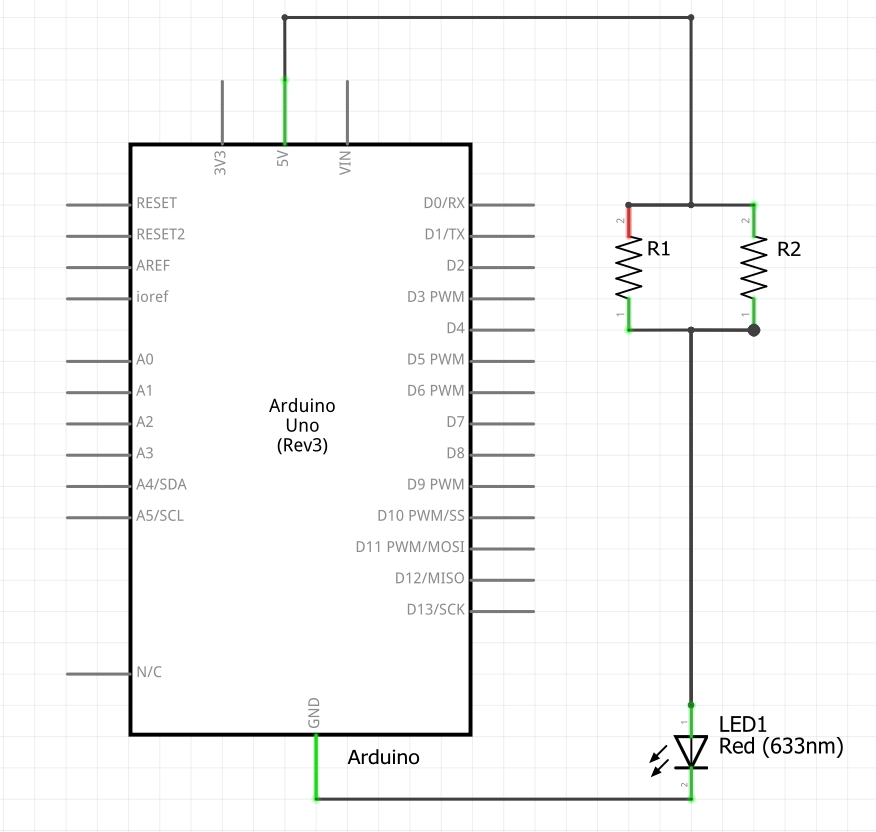 3V3
5V
VIN
RESET
RESET2
AREF
ioref
A0
A1
A2
A3
A4/SDA
A5/SCL
N/C
Arduino
Uno
(Rev3)
D0/RX
D1/TX
D2
D3 PWM
D4
D5 PWM
D6 PWM
D7
D8
D9 PWM
D10 PWM/SS
D11 PWM/MOSI
D12/MISO
D13/SCK
GND
Arduino
2
R1
1
2
R2
1
1
LED1
Red (633nm)
2